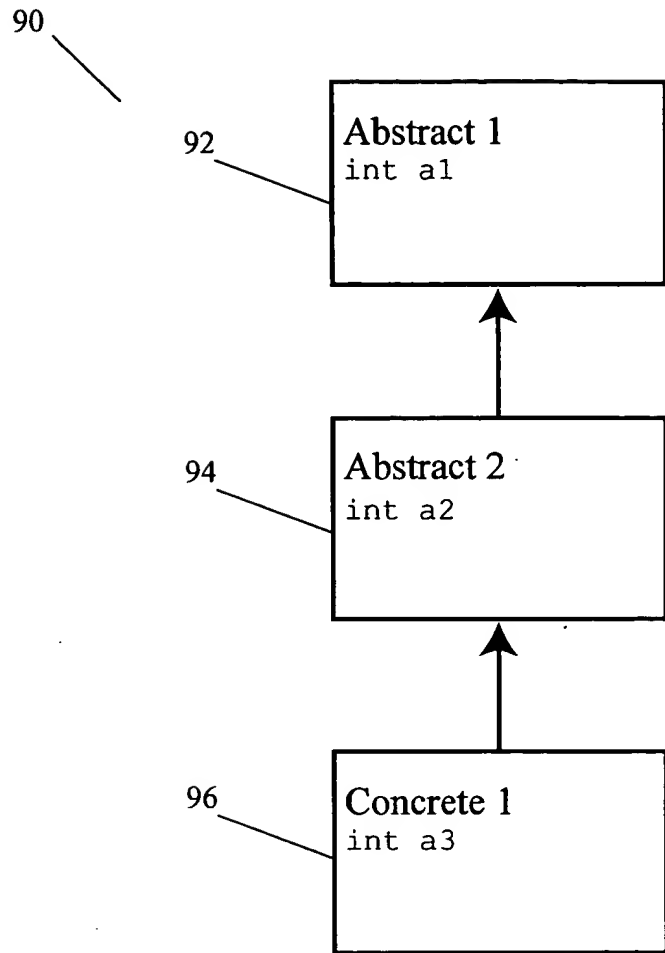 90
92
Abstract 1
int a1
94
Abstract 2
int a2
96
Concrete 1
int a3